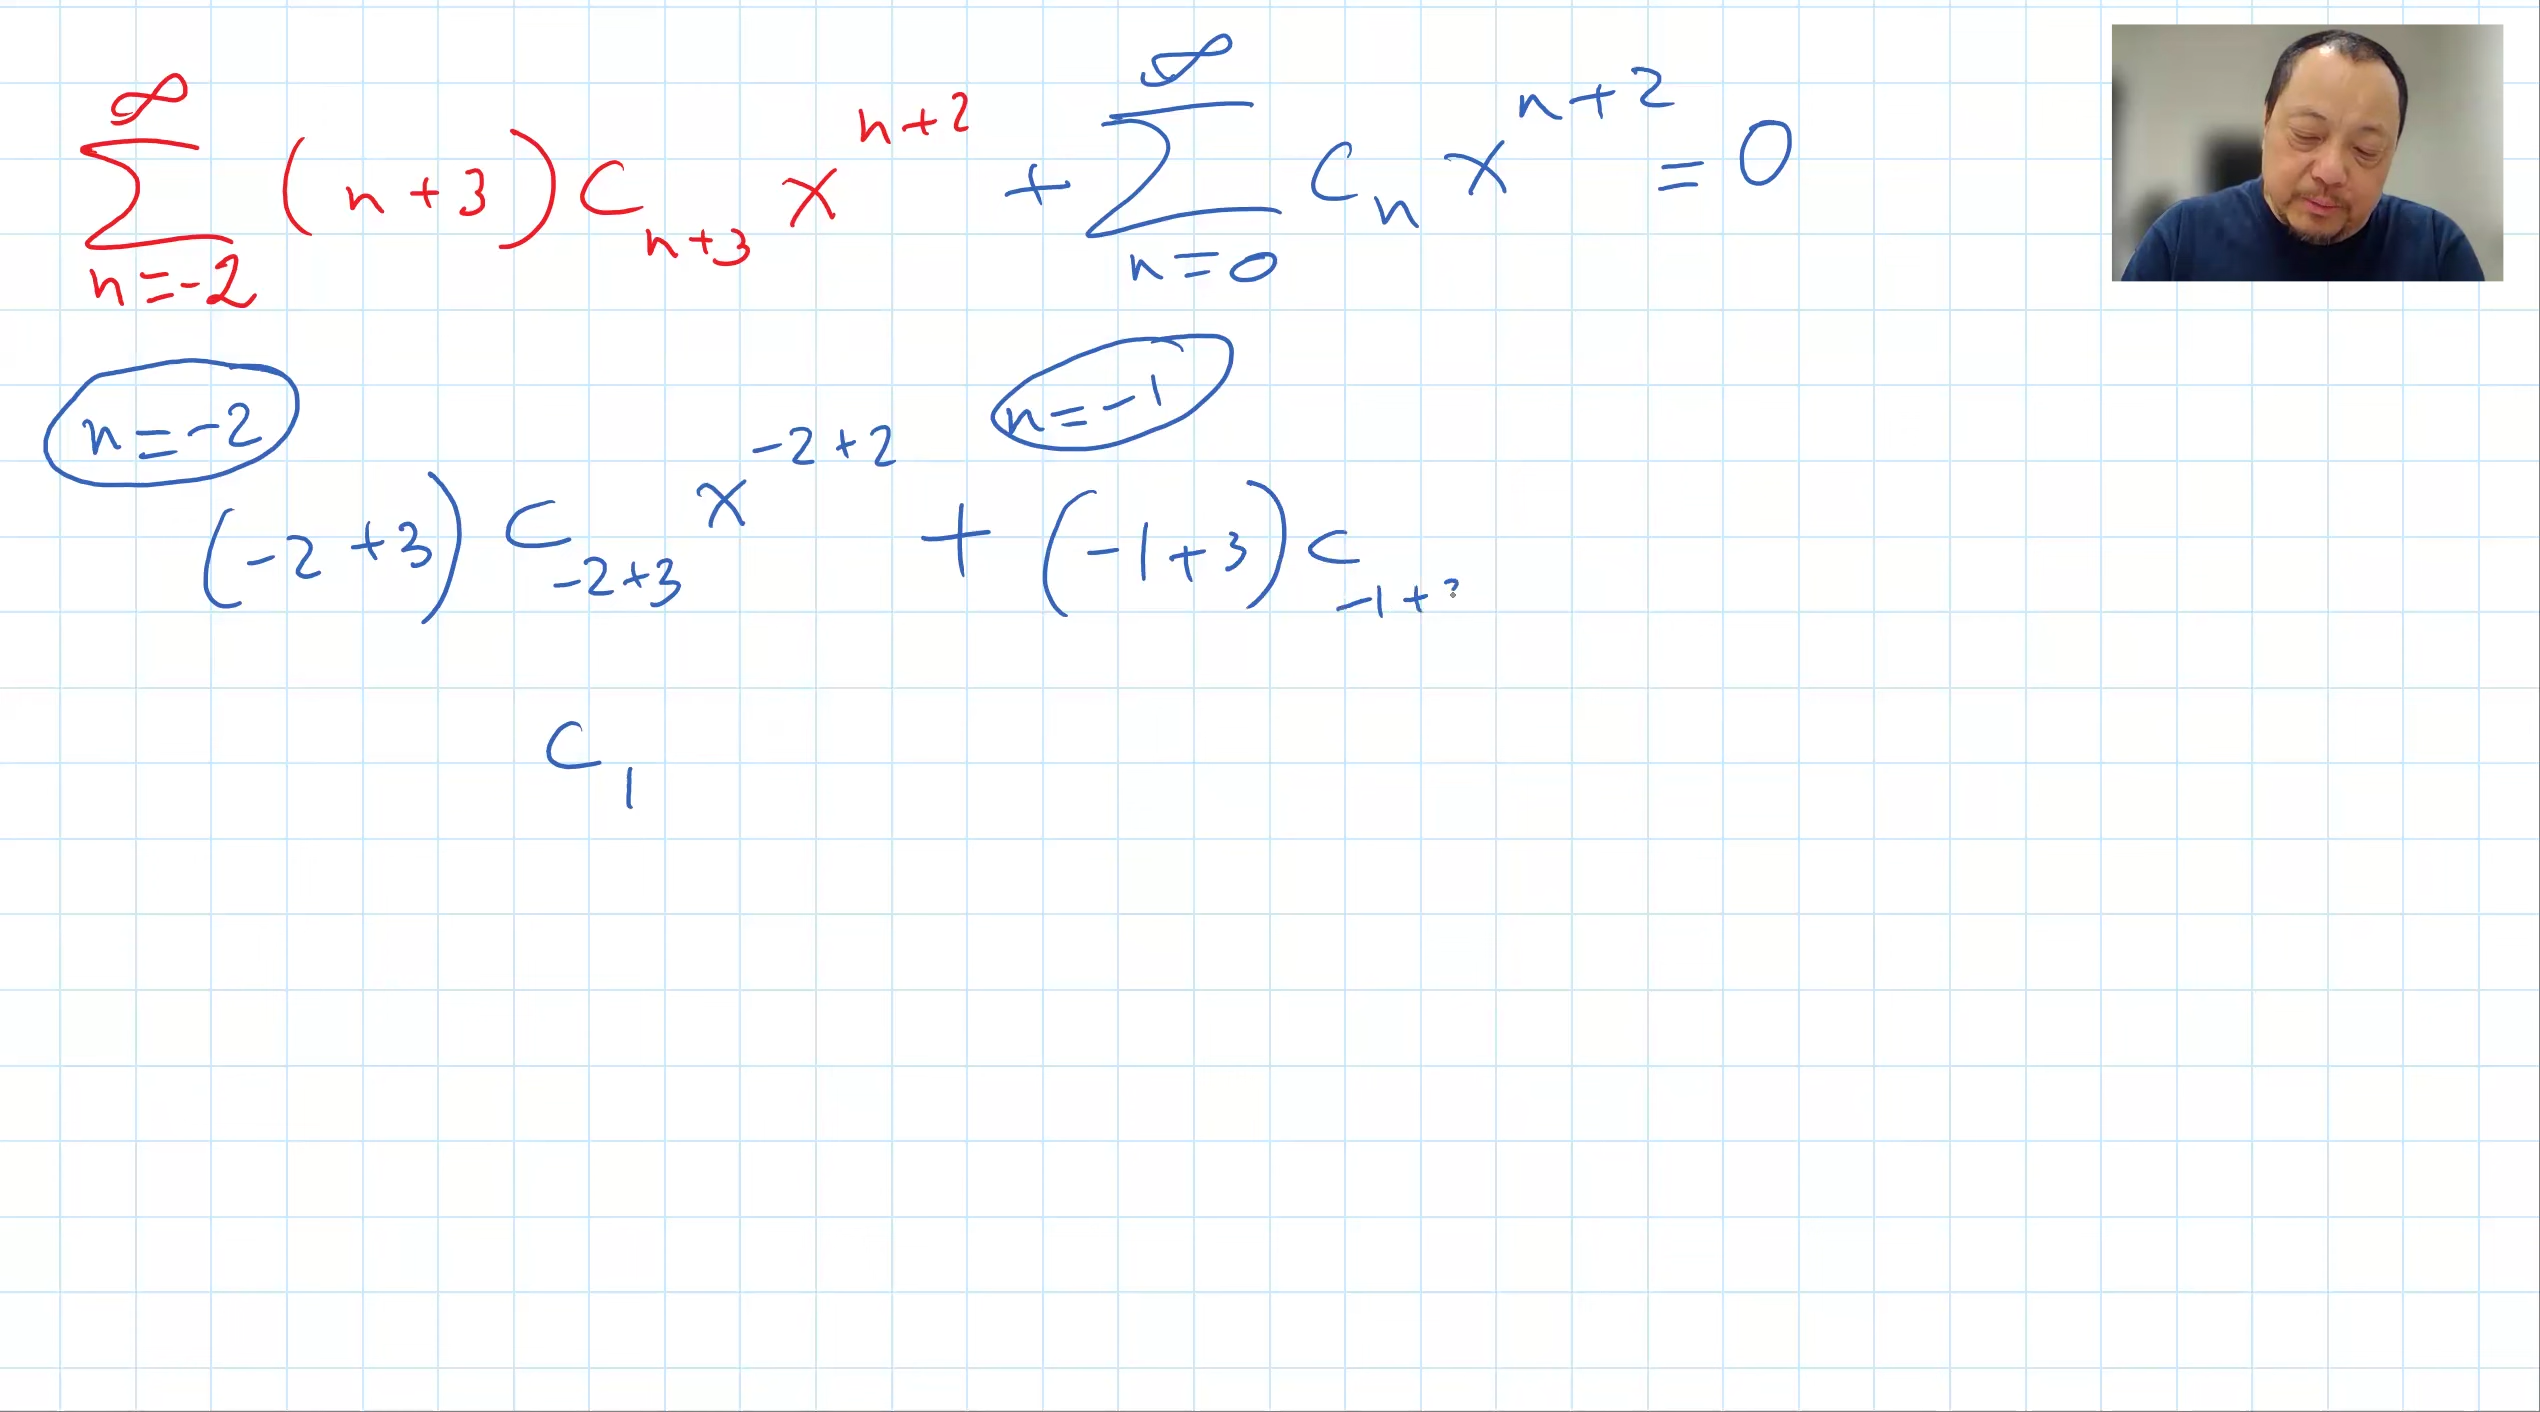 ∞ ∞
∑ (n+3) C_{n+3} x^{n+2} + ∑ C_n x^{n+2} = 0
n=-2 n=0
n=-2 n=-1
(-2+3) C_{-2+3} x^{-2+2} + (-1+3) C_{-1+
C_1